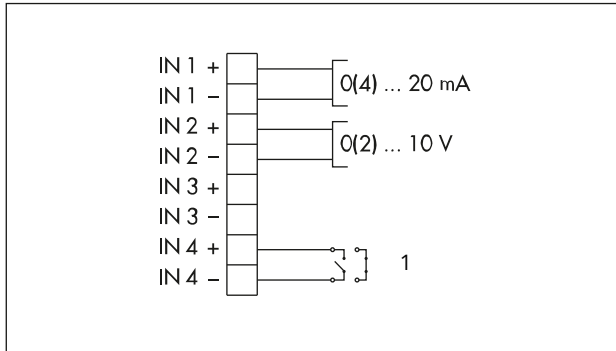 IN 1 +
IN 1 –
0(4) ... 20 mA
IN 2 +
IN 2 –
0(2) ... 10 V
IN 3 +
IN 3 –
IN 4 +
IN 4 –
1